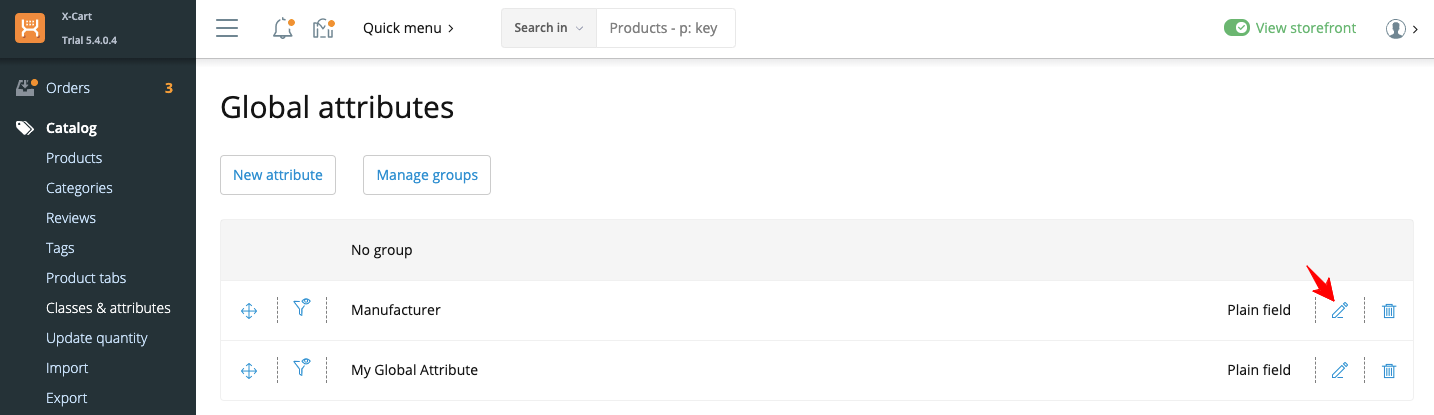 X-Cart
Trial 5.4.0.4
Quick menu
Search in
Products - p: key
View storefront
Orders 3
Catalog
Products
Categories
Reviews
Tags
Product tabs
Classes & attributes
Update quantity
Import
Export
Global attributes
New attribute
Manage groups
No group
Manufacturer Plain field
My Global Attribute Plain field